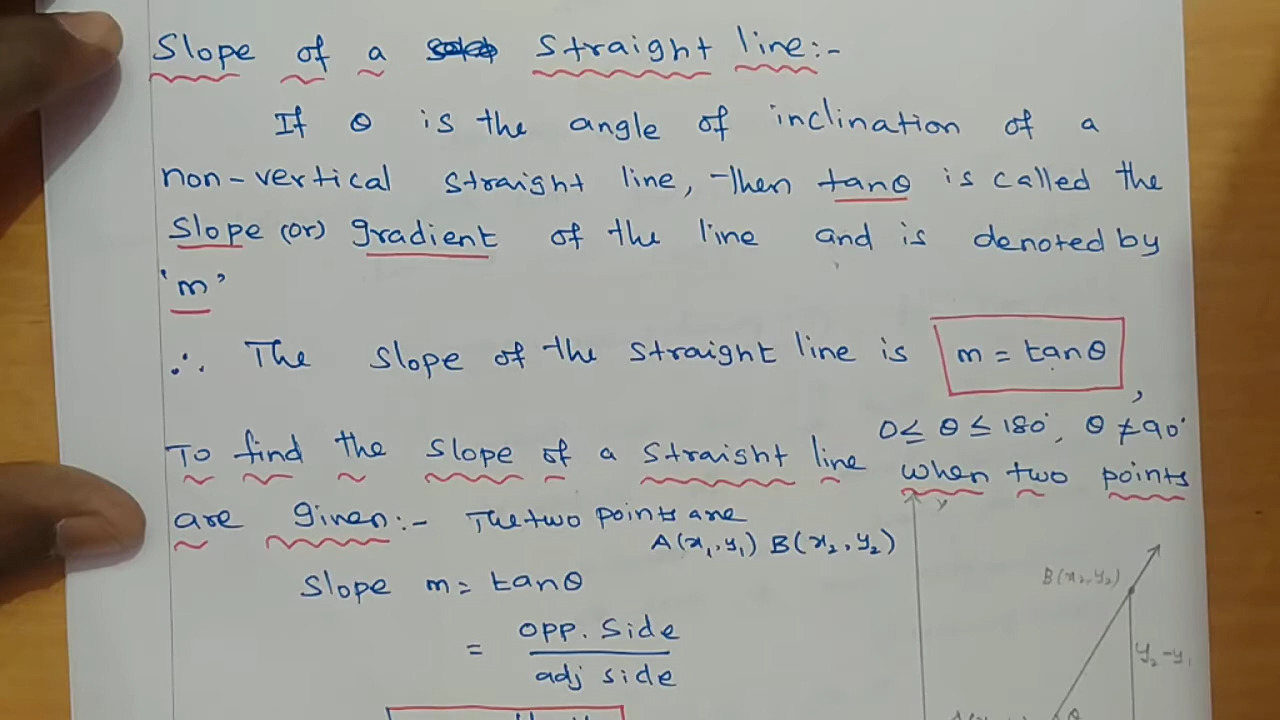 Slope of a straight line:-
If θ is the angle of inclination of a
non-vertical straight line, then tanθ is called the
slope (or) gradient of the line and is denoted by
'm'
∴ The slope of the straight line is m = tanθ ,
0 ≤ θ ≤ 180°, θ ≠ 90°
To find the slope of a straight line when two points
are given:- The two points are
A(x₁, y₁) B(x₂, y₂)
Slope m = tanθ
= opp. side
adj side
y
B(x₂, y₂)
y₂ - y₁
θ